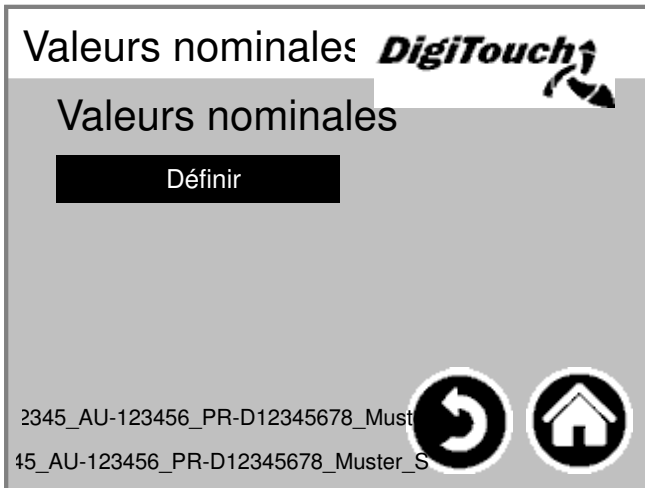 Valeurs nominales
DigiTouch
Valeurs nominales
Définir
2345_AU-123456_PR-D12345678_Must
45_AU-123456_PR-D12345678_Muster_S